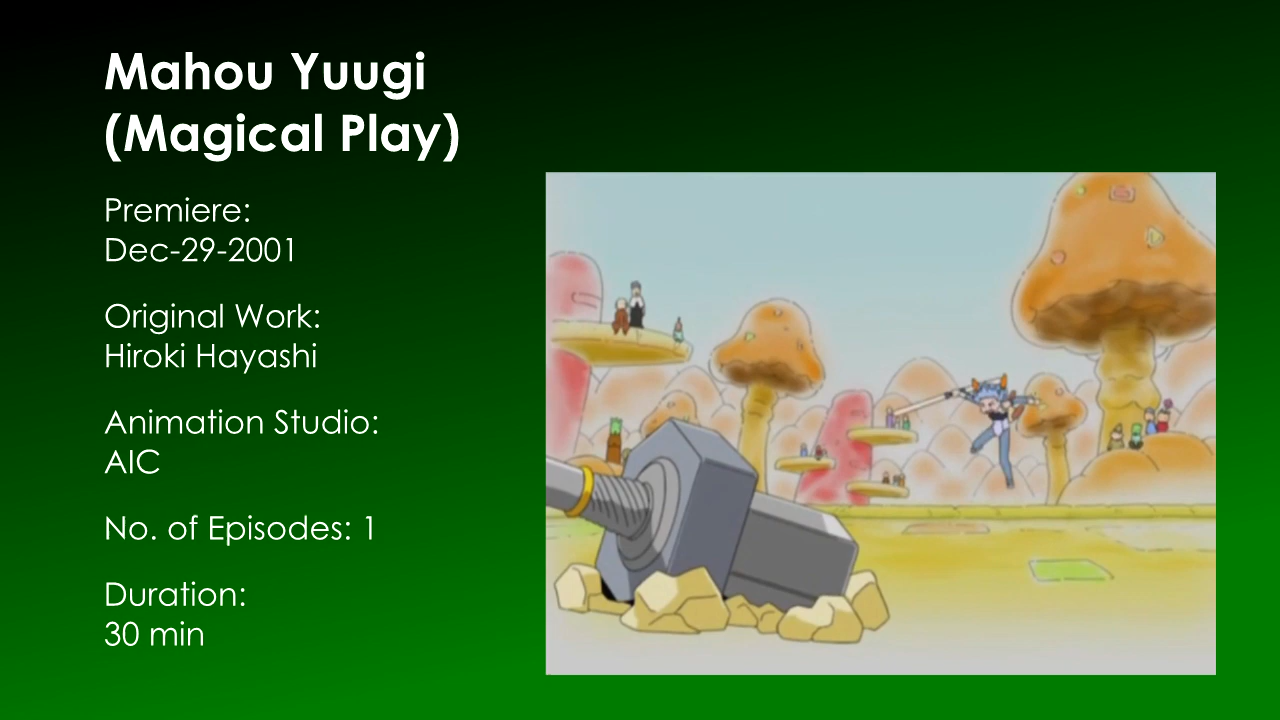 Mahou Yuugi
(Magical Play)
Premiere:
Dec-29-2001
Original Work:
Hiroki Hayashi
Animation Studio:
AIC
No. of Episodes: 1
Duration:
30 min